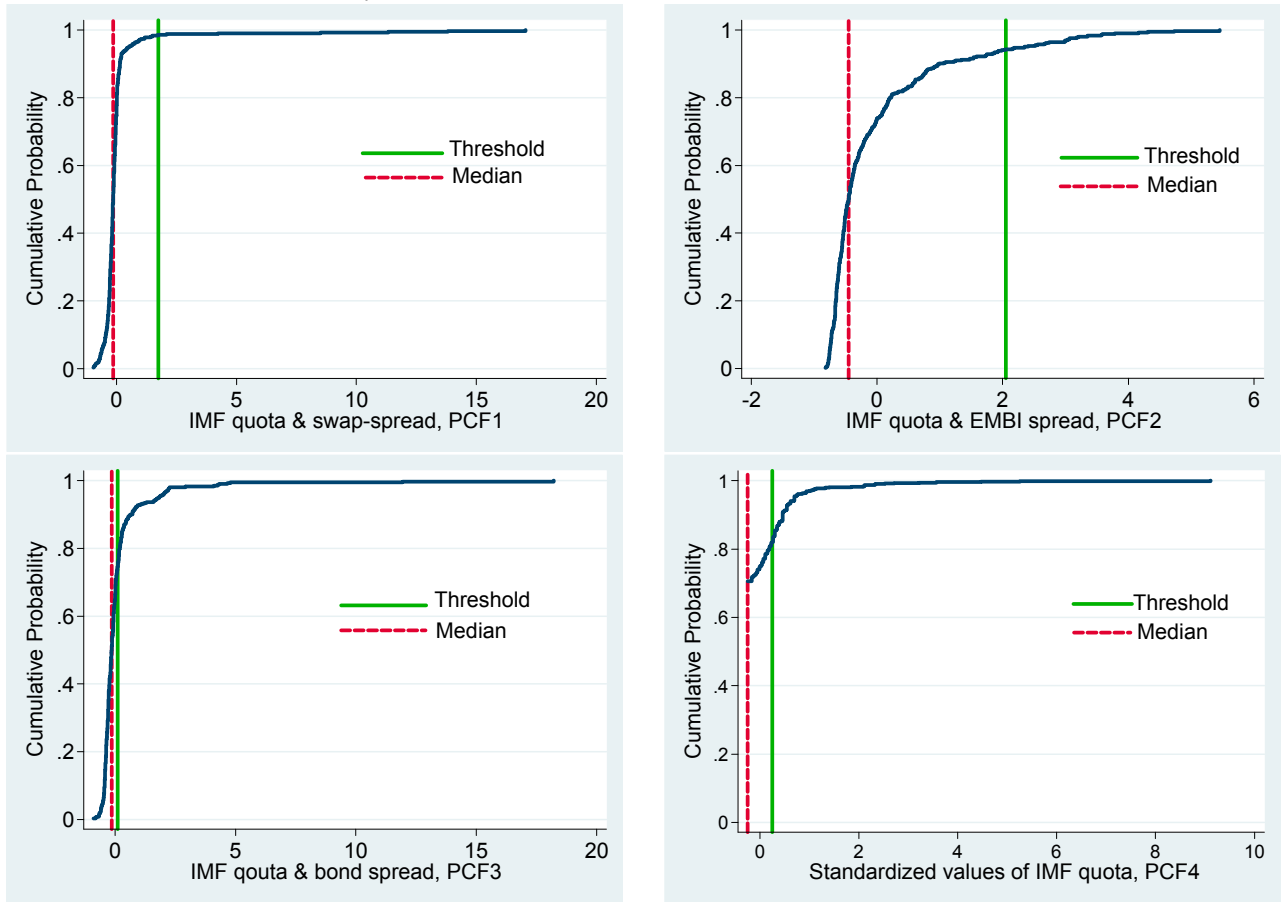 1
.8
.6
.4
.2
0
Cumulative Probability
Threshold
Median
0 5 10 15 20
IMF quota & swap-spread, PCF1
1
.8
.6
.4
.2
0
Cumulative Probability
Threshold
Median
-2 0 2 4 6
IMF quota & EMBI spread, PCF2
1
.8
.6
.4
.2
0
Cumulative Probability
Threshold
Median
0 5 10 15 20
IMF qouta & bond spread, PCF3
1
.8
.6
.4
.2
0
Cumulative Probability
Threshold
Median
0 2 4 6 8 10
Standardized values of IMF quota, PCF4